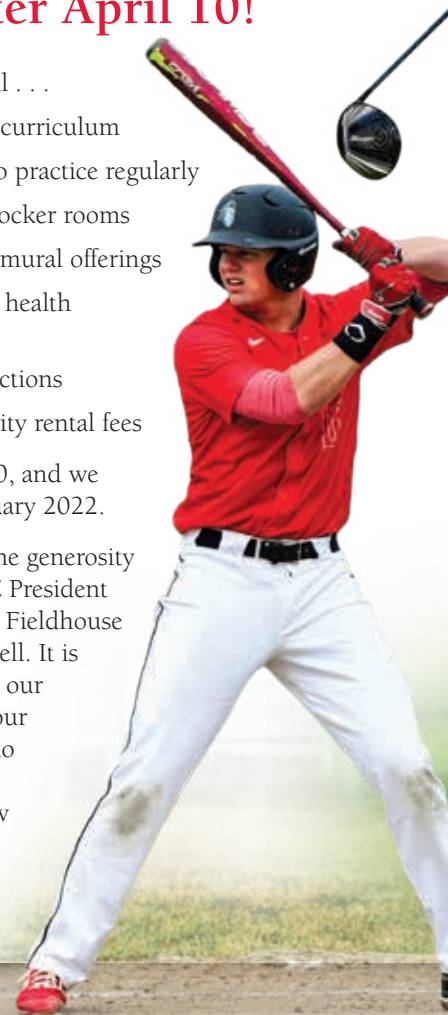 ter April 10!
l . . .
curriculum
o practice regularly
ocker rooms
mural offerings
health
ctions
ity rental fees
0, and we
uary 2022.
he generosity
President
Fieldhouse
ell. It is
our
our
o